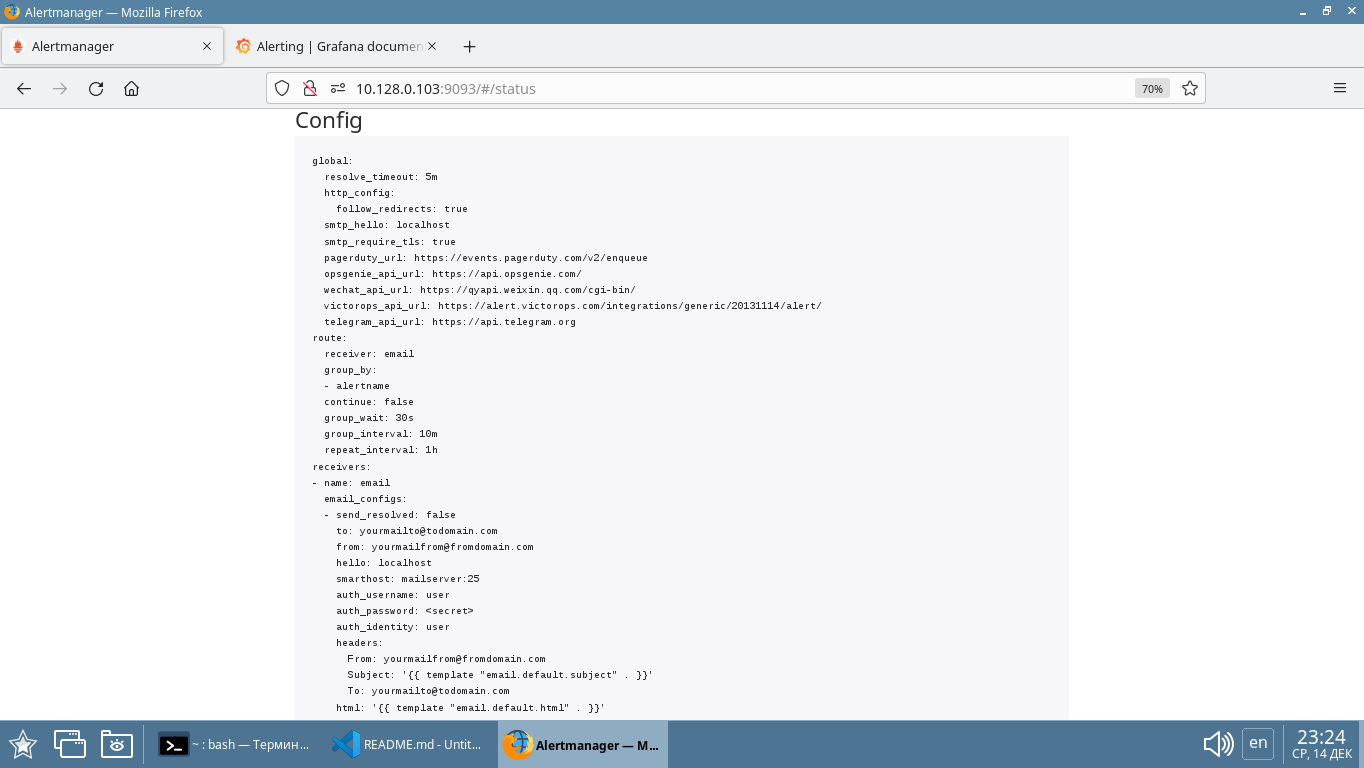 Alertmanager — Mozilla Firefox
Alertmanager
Alerting | Grafana documen
10.128.0.103:9093/#/status
70%
Config
global:
  resolve_timeout: 5m
  http_config:
    follow_redirects: true
  smtp_hello: localhost
  smtp_require_tls: true
  pagerduty_url: https://events.pagerduty.com/v2/enqueue
  opsgenie_api_url: https://api.opsgenie.com/
  wechat_api_url: https://qyapi.weixin.qq.com/cgi-bin/
  victorops_api_url: https://alert.victorops.com/integrations/generic/20131114/alert/
  telegram_api_url: https://api.telegram.org
route:
  receiver: email
  group_by:
  - alertname
  continue: false
  group_wait: 30s
  group_interval: 10m
  repeat_interval: 1h
receivers:
- name: email
  email_configs:
  - send_resolved: false
    to: yourmailto@todomain.com
    from: yourmailfrom@fromdomain.com
    hello: localhost
    smarthost: mailserver:25
    auth_username: user
    auth_password: <secret>
    auth_identity: user
    headers:
      From: yourmailfrom@fromdomain.com
      Subject: '{{ template "email.default.subject" . }}'
      To: yourmailto@todomain.com
    html: '{{ template "email.default.html" . }}'
~ : bash — Термин...
README.md - Untit...
Alertmanager — M...
en
23:24
СР, 14 ДЕК